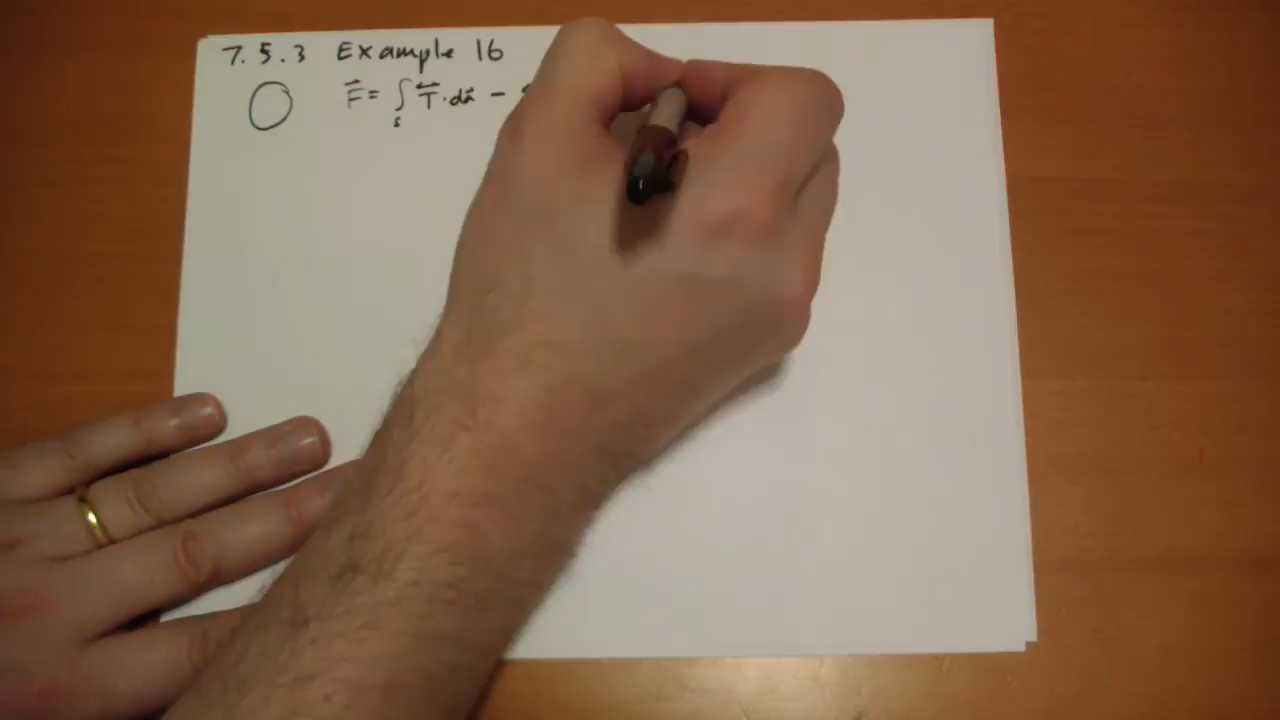 7.5.3 Example 16
F⃗ = ∫ₛ T⃡ · da⃗ −